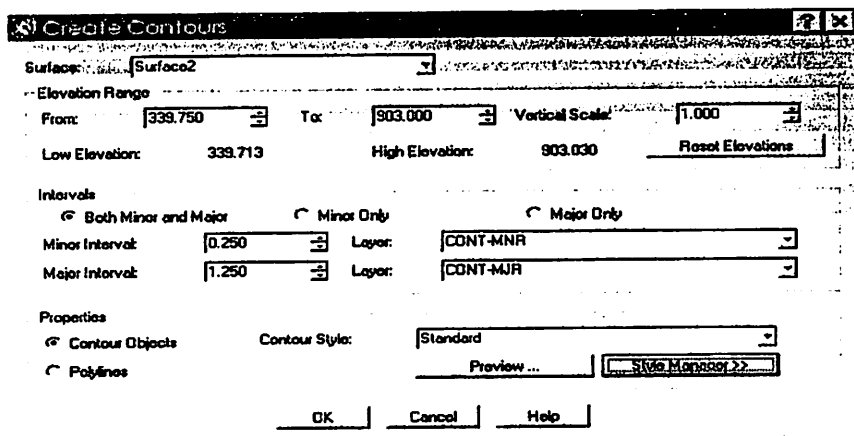 Create Contours
Surface: Surface2
Elevation Range
From: 339.750 To: 903.000 Vertical Scale: 1.000
Low Elevation: 339.713 High Elevation: 903.030 Reset Elevations
Intervals
Both Minor and Major Minor Only Major Only
Minor Interval: 0.250 Layer: CONT-MNR
Major Interval: 1.250 Layer: CONT-MJR
Properties
Contour Objects Contour Style: Standard
Polylines Preview ... Style Manager >>
OK Cancel Help